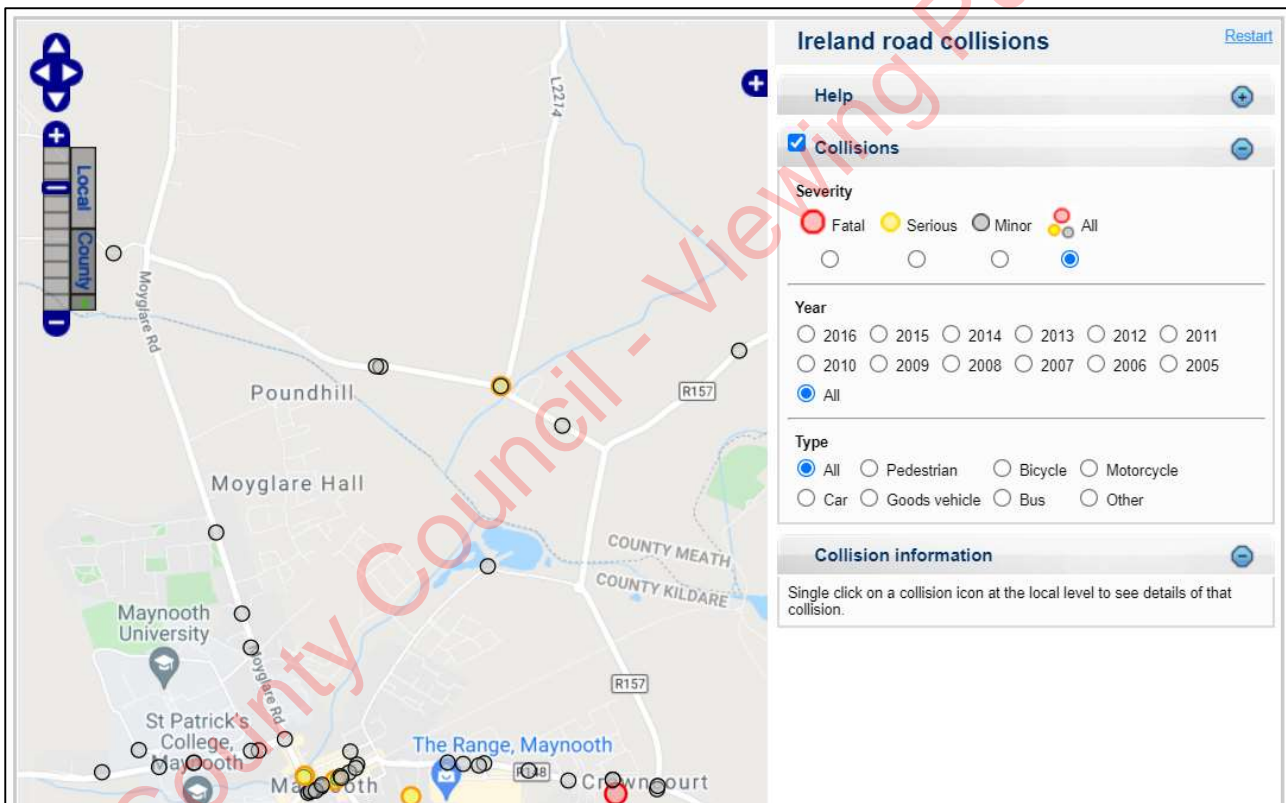 Ireland road collisions
Restart
Help
Collisions
Severity
Fatal Serious Minor All
Year
2016 2015 2014 2013 2012 2011
2010 2009 2008 2007 2006 2005
All
Type
All Pedestrian Bicycle Motorcycle
Car Goods vehicle Bus Other
Collision information
Single click on a collision icon at the local level to see details of that
collision.
Local
County
L2214
Moyglare Rd
Poundhill
R157
Moyglare Hall
COUNTY MEATH
COUNTY KILDARE
Maynooth
University
Moyglare Rd
R157
St Patrick's
College,
Maynooth
The Range, Maynooth
R148
Maynooth
Crewncourt
County Council - Viewing